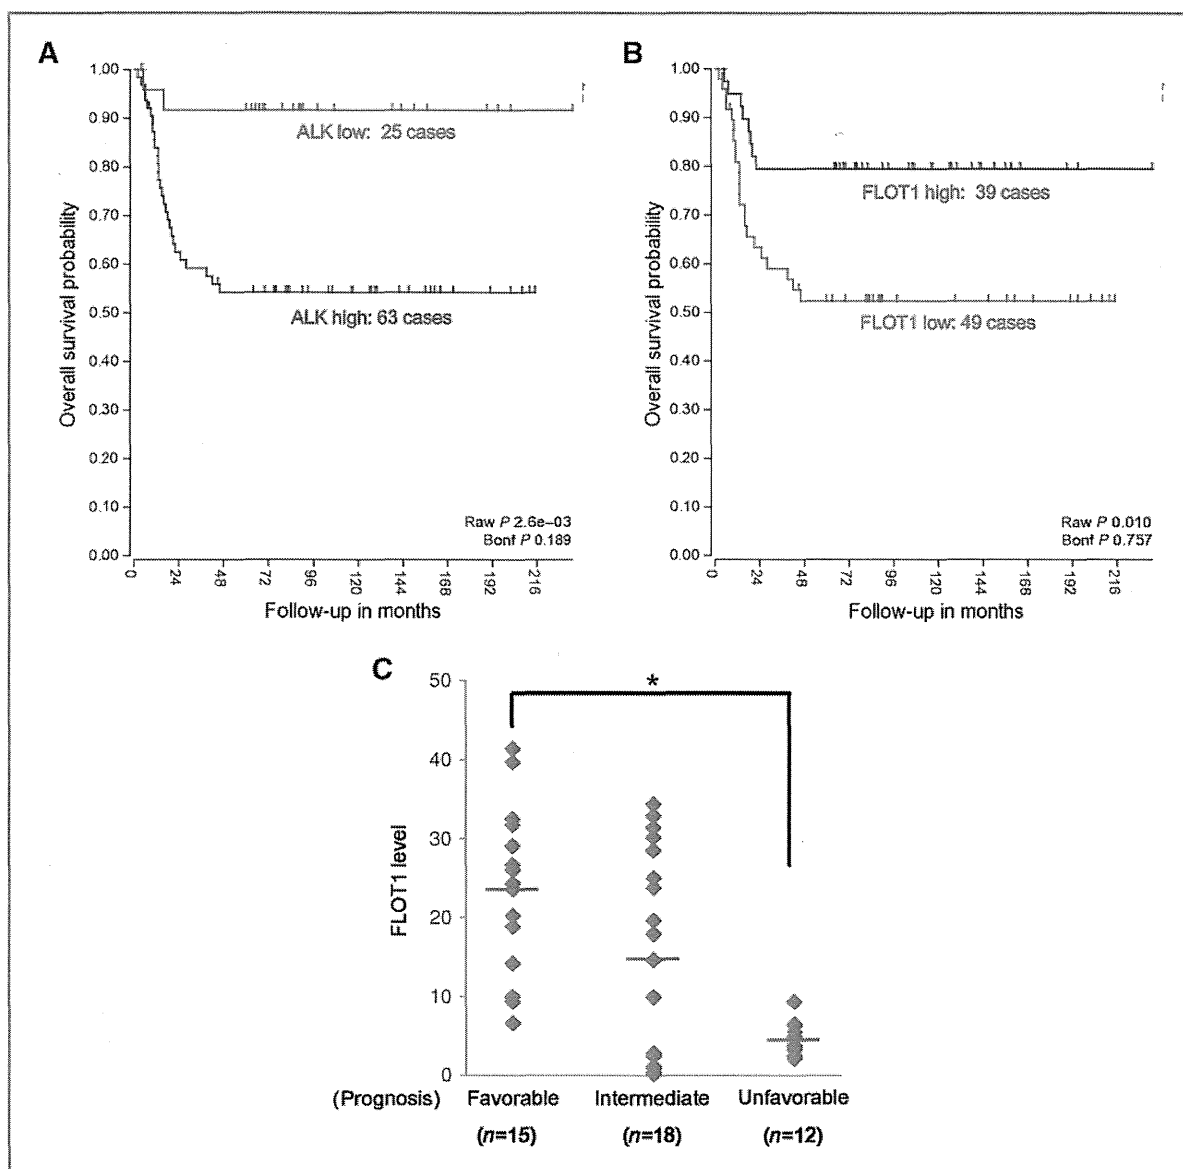 A
1.00
0.90
0.80
0.70
0.60
0.50
0.40
0.30
0.20
0.10
0.00
Overall survival probability
ALK low: 25 cases
ALK high: 63 cases
Raw P 2.6e–03
Bonf P 0.189
0 24 48 72 96 120 144 168 192 216
Follow-up in months
B
1.00
0.90
0.80
0.70
0.60
0.50
0.40
0.30
0.20
0.10
0.00
Overall survival probability
FLOT1 high: 39 cases
FLOT1 low: 49 cases
Raw P 0.010
Bonf P 0.757
0 24 48 72 96 120 144 168 192 216
Follow-up in months
C
50
40
30
20
10
0
FLOT1 level
*
(Prognosis) Favorable Intermediate Unfavorable
(n=15) (n=18) (n=12)